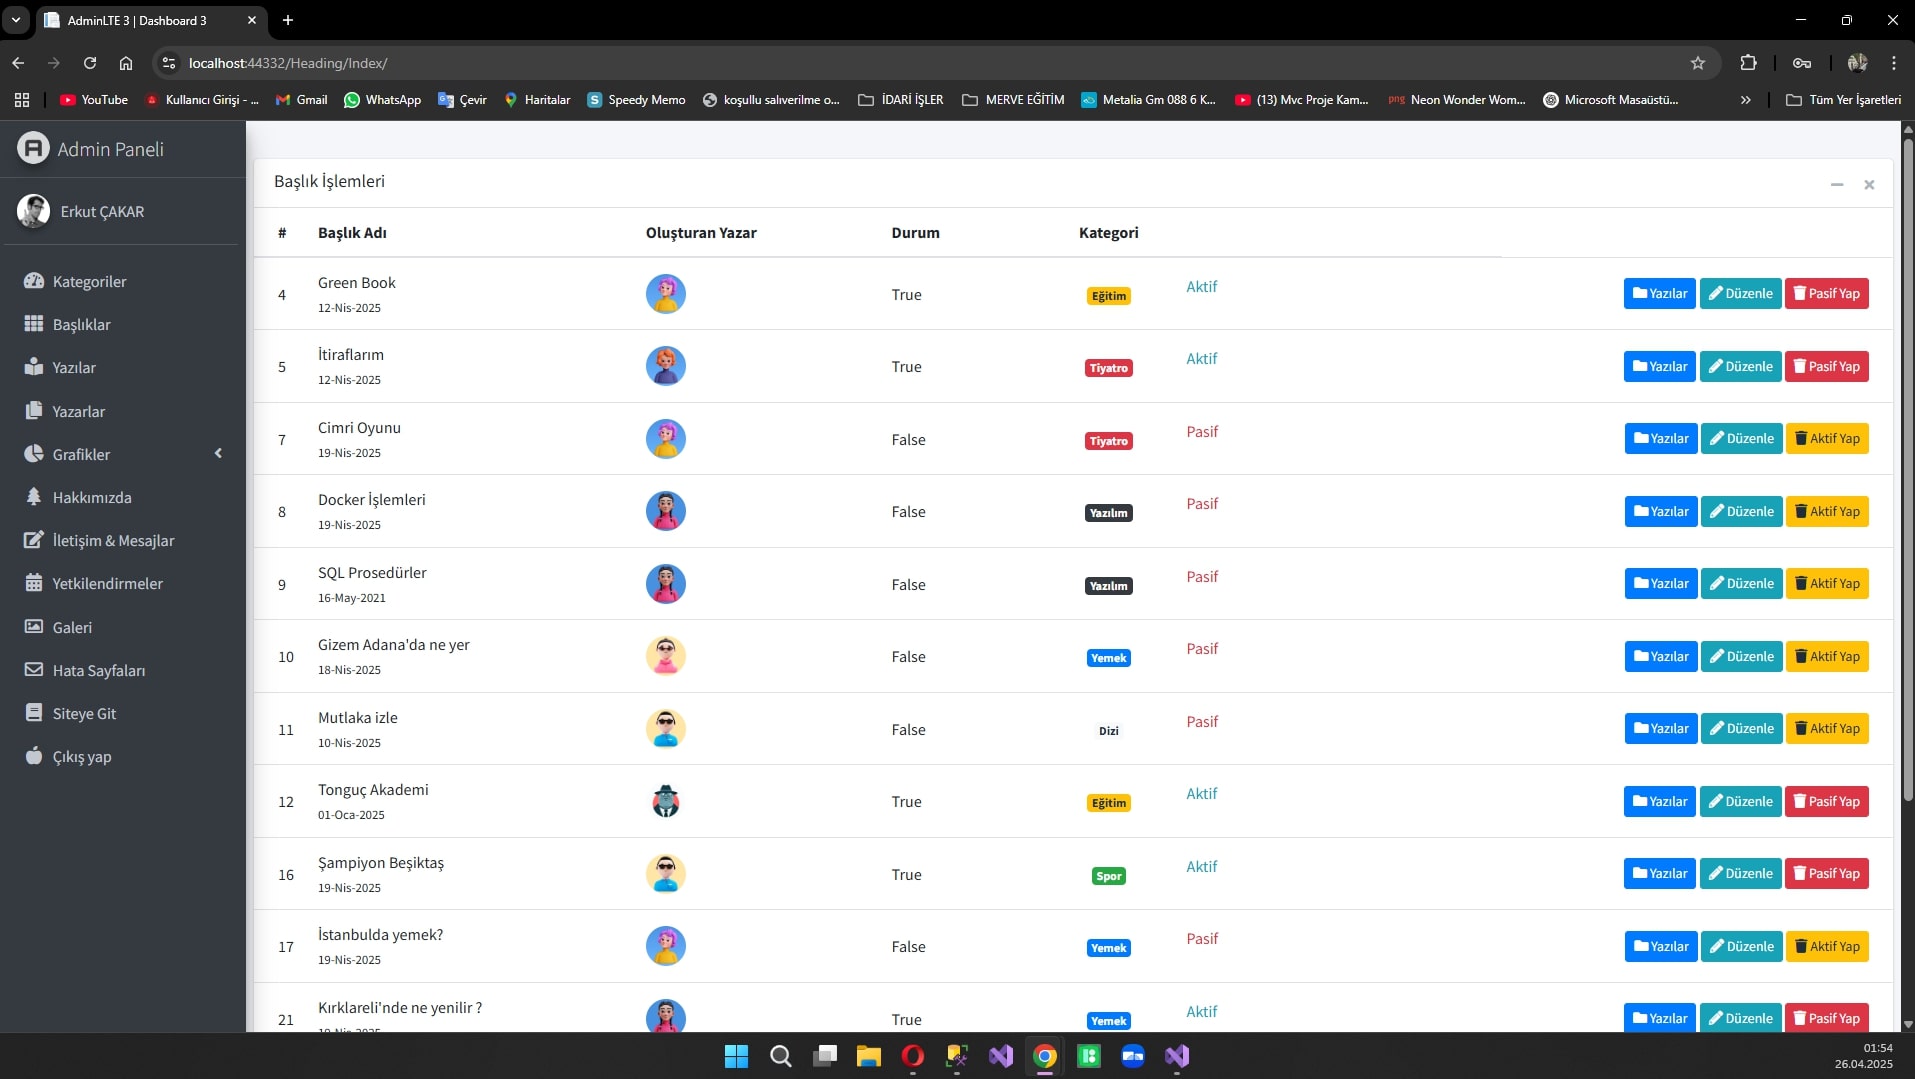 AdminLTE 3 | Dashboard 3
localhost:44332/Heading/Index/
YouTube
Kullanıcı Girişi - ...
Gmail
WhatsApp
Çevir
Haritalar
Speedy Memo
koşullu salıverilme o...
İDARİ İŞLER
MERVE EĞİTİM
Metalia Gm 088 6 K...
(13) Mvc Proje Kam...
Neon Wonder Wom...
Microsoft Masaüstü...
Tüm Yer İşaretleri
Admin Paneli
Erkut ÇAKAR
Kategoriler
Başlıklar
Yazılar
Yazarlar
Grafikler
Hakkımızda
İletişim & Mesajlar
Yetkilendirmeler
Galeri
Hata Sayfaları
Siteye Git
Çıkış yap
Başlık İşlemleri
# Başlık Adı Oluşturan Yazar Durum Kategori
4 Green Book True Eğitim Aktif Yazılar Düzenle Pasif Yap
12-Nis-2025
5 İtiraflarım True Tiyatro Aktif Yazılar Düzenle Pasif Yap
12-Nis-2025
7 Cimri Oyunu False Tiyatro Pasif Yazılar Düzenle Aktif Yap
19-Nis-2025
8 Docker İşlemleri False Yazılım Pasif Yazılar Düzenle Aktif Yap
19-Nis-2025
9 SQL Prosedürler False Yazılım Pasif Yazılar Düzenle Aktif Yap
16-May-2021
10 Gizem Adana'da ne yer False Yemek Pasif Yazılar Düzenle Aktif Yap
18-Nis-2025
11 Mutlaka izle False Dizi Pasif Yazılar Düzenle Aktif Yap
10-Nis-2025
12 Tonguç Akademi True Eğitim Aktif Yazılar Düzenle Pasif Yap
01-Oca-2025
16 Şampiyon Beşiktaş True Spor Aktif Yazılar Düzenle Pasif Yap
19-Nis-2025
17 İstanbulda yemek? False Yemek Pasif Yazılar Düzenle Aktif Yap
19-Nis-2025
21 Kırklareli'nde ne yenilir ? True Yemek Aktif Yazılar Düzenle Pasif Yap
01:54
26.04.2025